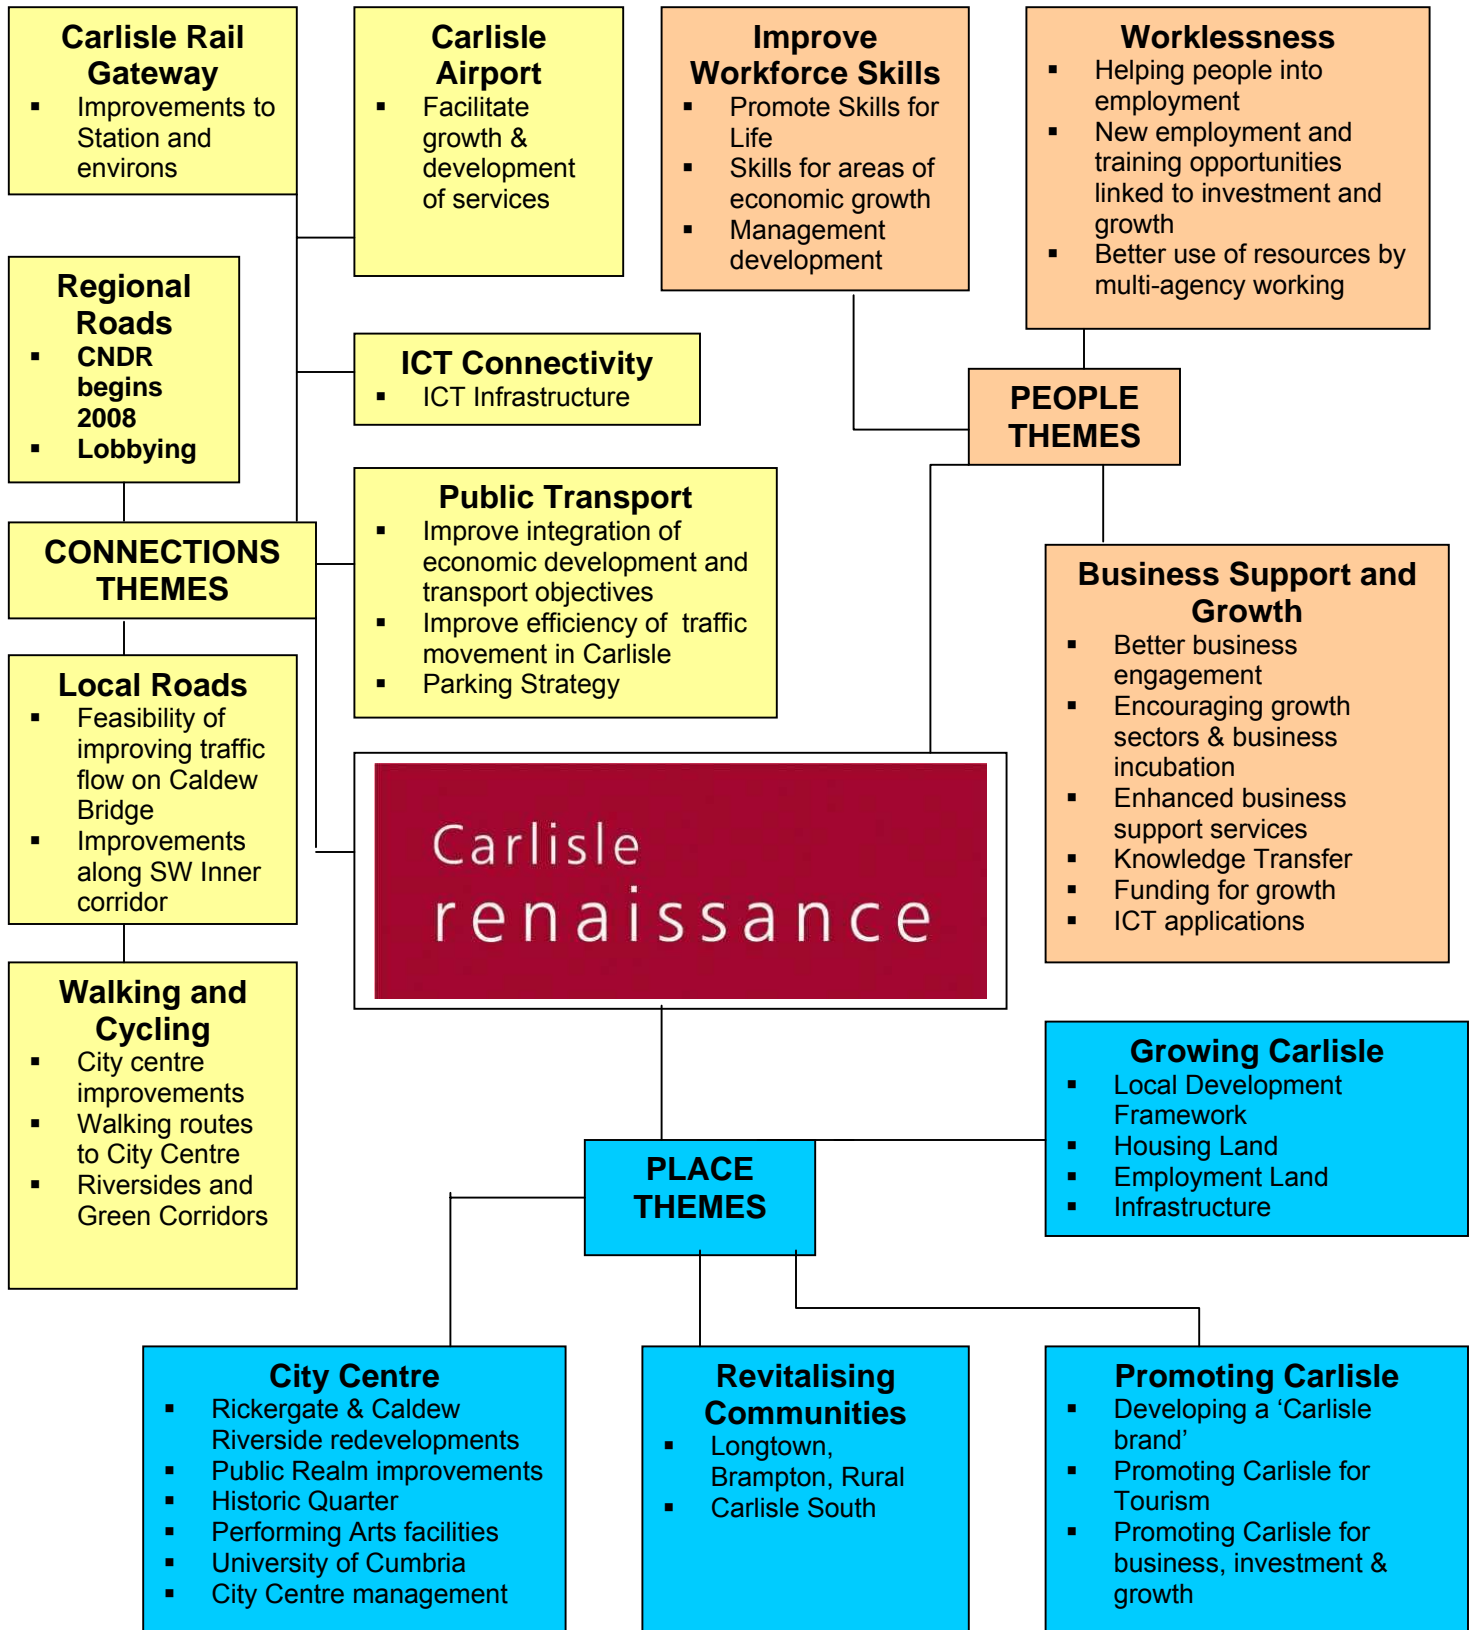 Carlisle Rail
Gateway
▪ Improvements to
Station and
environs
Carlisle
Airport
▪ Facilitate
growth &
development
of services
Improve
Workforce Skills
▪ Promote Skills for
Life
▪ Skills for areas of
economic growth
▪ Management
development
Worklessness
▪ Helping people into
employment
▪ New employment and
training opportunities
linked to investment and
growth
▪ Better use of resources by
multi-agency working
Regional
Roads
▪ CNDR
begins
2008
▪ Lobbying
ICT Connectivity
▪ ICT Infrastructure
PEOPLE
THEMES
CONNECTIONS
THEMES
Public Transport
▪ Improve integration of
economic development and
transport objectives
▪ Improve efficiency of traffic
movement in Carlisle
▪ Parking Strategy
Business Support and
Growth
▪ Better business
engagement
▪ Encouraging growth
sectors & business
incubation
▪ Enhanced business
support services
▪ Knowledge Transfer
▪ Funding for growth
▪ ICT applications
Local Roads
▪ Feasibility of
improving traffic
flow on Caldew
Bridge
▪ Improvements
along SW Inner
corridor
Carlisle
renaissance
Walking and
Cycling
▪ City centre
improvements
▪ Walking routes
to City Centre
▪ Riversides and
Green Corridors
Growing Carlisle
▪ Local Development
Framework
▪ Housing Land
▪ Employment Land
▪ Infrastructure
PLACE
THEMES
City Centre
▪ Rickergate & Caldew
Riverside redevelopments
▪ Public Realm improvements
▪ Historic Quarter
▪ Performing Arts facilities
▪ University of Cumbria
▪ City Centre management
Revitalising
Communities
▪ Longtown,
Brampton, Rural
▪ Carlisle South
Promoting Carlisle
▪ Developing a ‘Carlisle
brand’
▪ Promoting Carlisle for
Tourism
▪ Promoting Carlisle for
business, investment &
growth